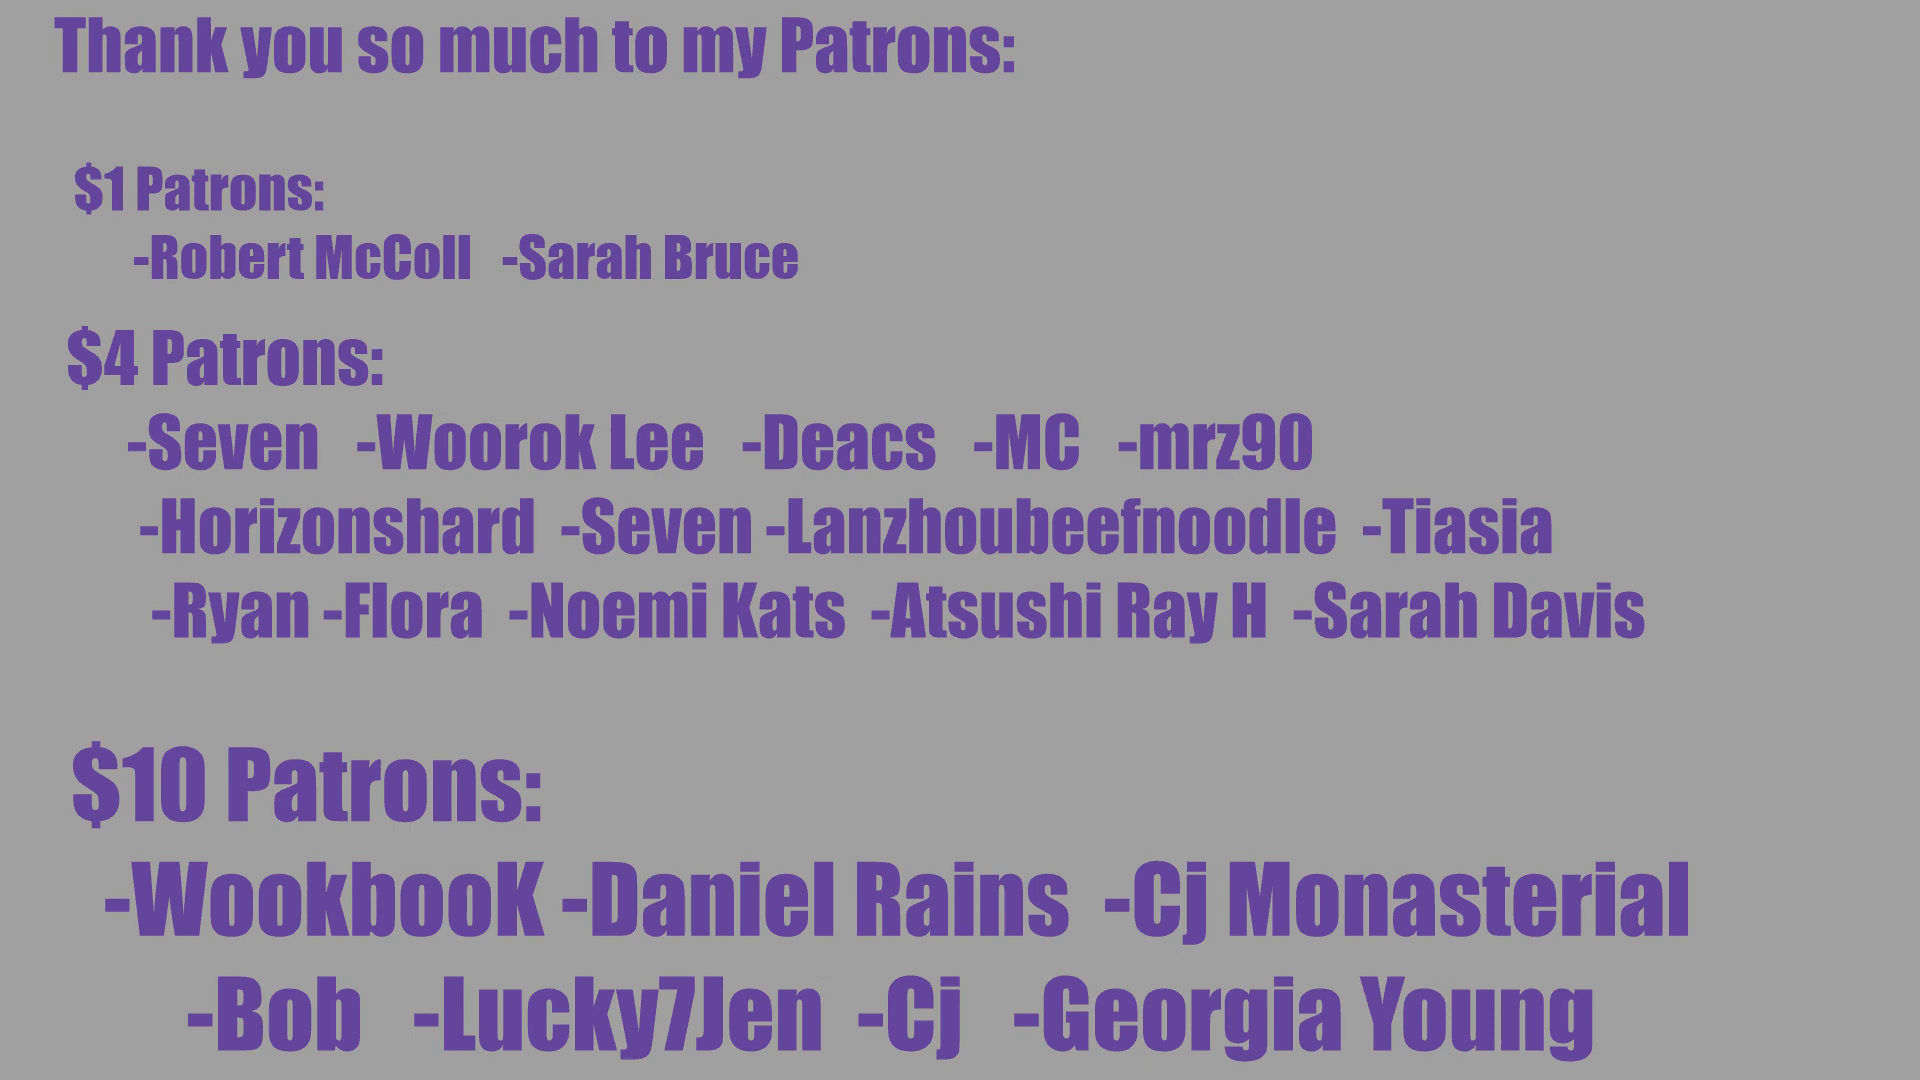 Thank you so much to my Patrons:
$1 Patrons:
-Robert McColl -Sarah Bruce
$4 Patrons:
-Seven -Woorok Lee -Deacs -MC -mrz90
-Horizonshard -Seven -Lanzhoubeefnoodle -Tiasia
-Ryan -Flora -Noemi Kats -Atsushi Ray H -Sarah Davis
$10 Patrons:
-WookbooK -Daniel Rains -Cj Monasterial
-Bob -Lucky7Jen -Cj -Georgia Young